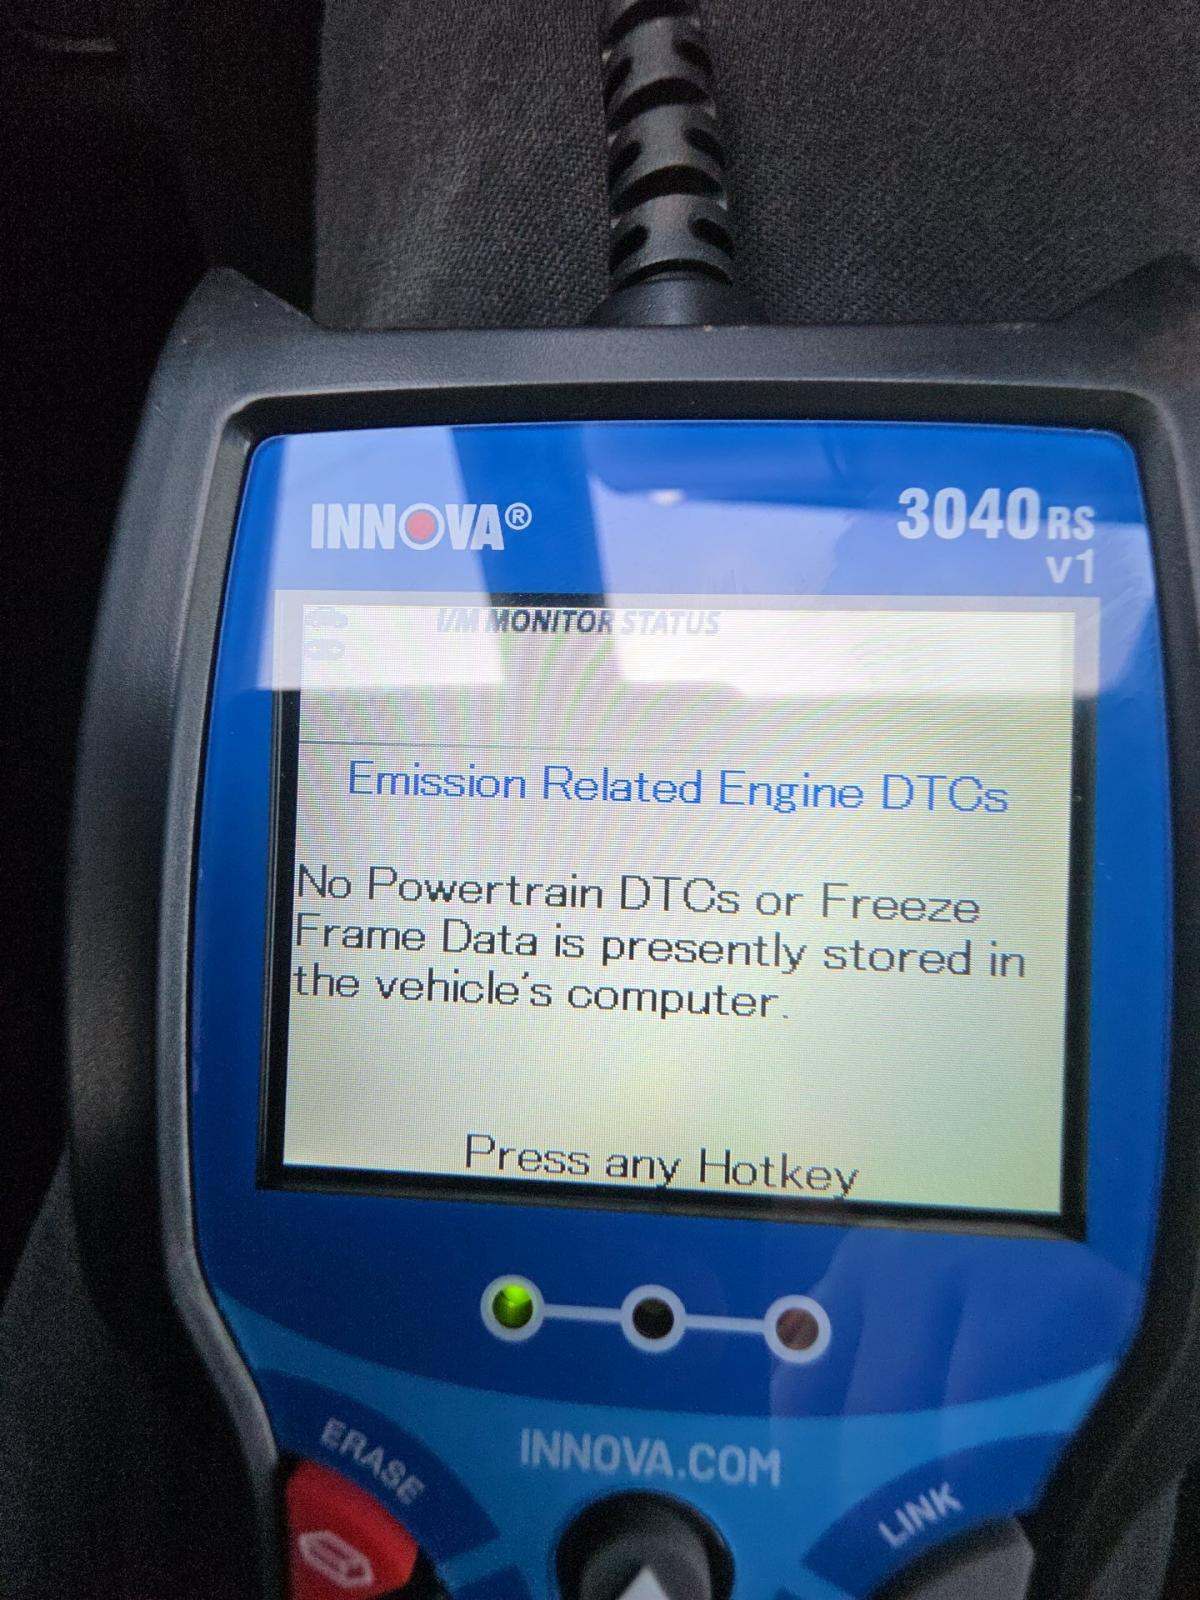 INNOVA®
3040RS
v1
I/M MONITOR STATUS
Emission Related Engine DTCs
No Powertrain DTCs or Freeze
Frame Data is presently stored in
the vehicle's computer.
Press any Hotkey
INNOVA.COM
ERASE
LINK